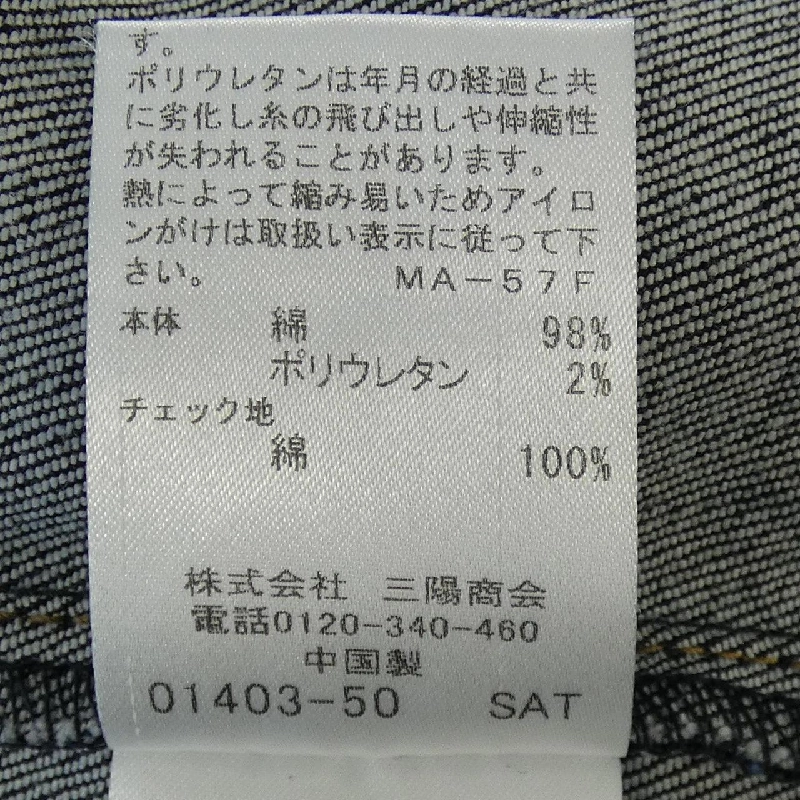 す。
ポリウレタンは年月の経過と共
に劣化し糸の飛び出しや伸縮性
が失われることがあります。
熱によって縮み易いためアイロ
ンがけは取扱い表示に従って下
さい。 MA-57F
本体 綿 98%
ポリウレタン 2%
チェック地
綿 100%
株式会社 三陽商会
電話0120-340-460
中国製
01403-50 SAT